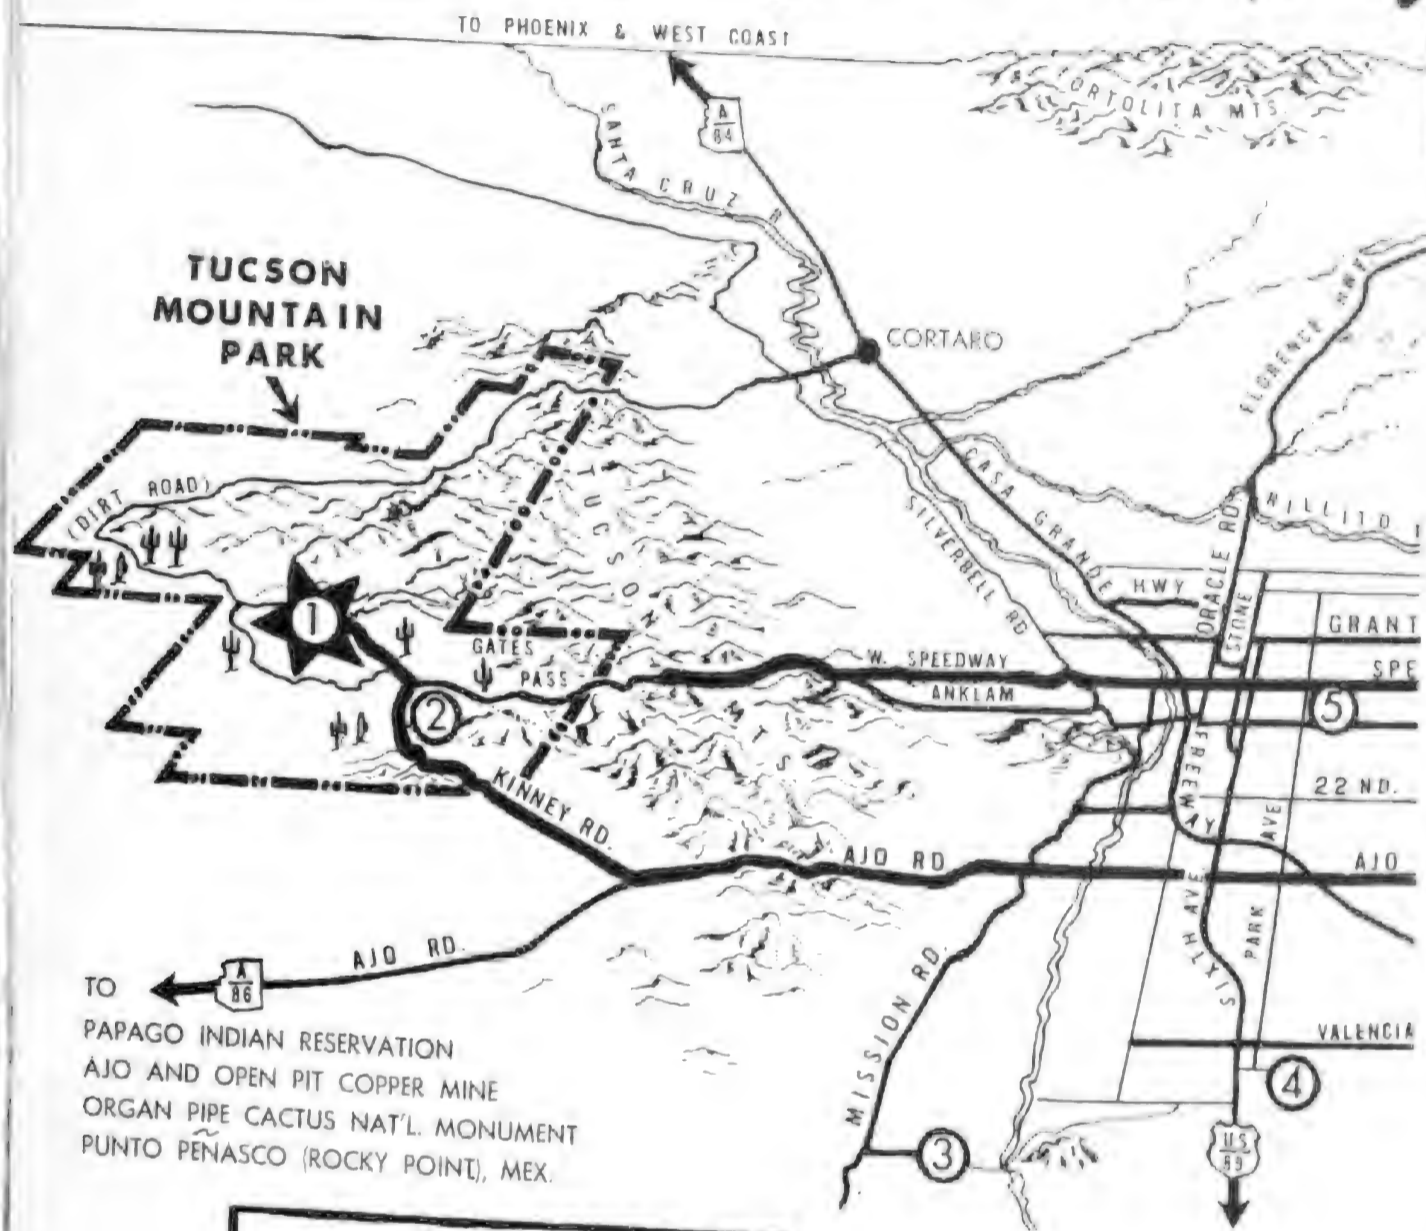 TO PHOENIX & WEST COAST
ORTOLITA MTS.
A
84
SANTA CRUZ R
TUCSON
MOUNTAIN
PARK
CORTARO
FLORENCE HWY
(DIRT ROAD)
TUCSON MTS
CASA GRANDE HWY
SILVERBELL RD
ORACLE RD
RILLITO
STONE
GRANT
1
GATES
PASS
W. SPEEDWAY
SPE
ANKLAM
2
5
FREEWAY
KINNEY RD.
22 ND.
AJO RD
AVE
AJO
SIXTH AVE
PARK
AJO RD.
A
86
TO
PAPAGO INDIAN RESERVATION
AJO AND OPEN PIT COPPER MINE
ORGAN PIPE CACTUS NAT'L. MONUMENT
PUNTO PEÑASCO (ROCKY POINT), MEX.
MISSION RD.
VALENCIA
4
3
US
89